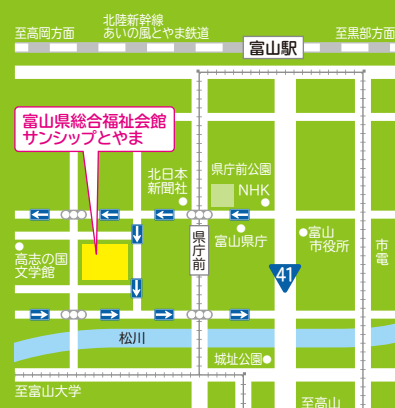 北陸新幹線
至高岡方面
あいの風とやま鉄道
至黒部方面
富山駅
富山県総合福祉会館
サンシップとやま
北日本
新聞社
県庁前公園
NHK
県庁前
富山県庁
富山
市役所
市電
高志の国
文学館
41
松川
城址公園
至富山大学
至高山